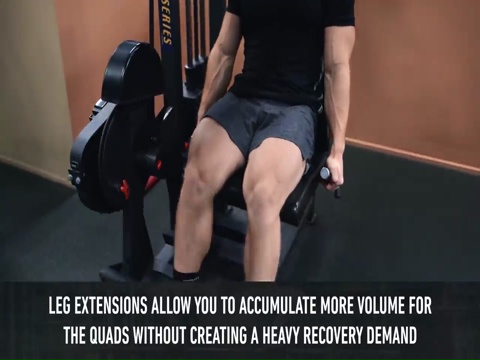 SERIES
LEG EXTENSIONS ALLOW YOU TO ACCUMULATE MORE VOLUME FOR
THE QUADS WITHOUT CREATING A HEAVY RECOVERY DEMAND